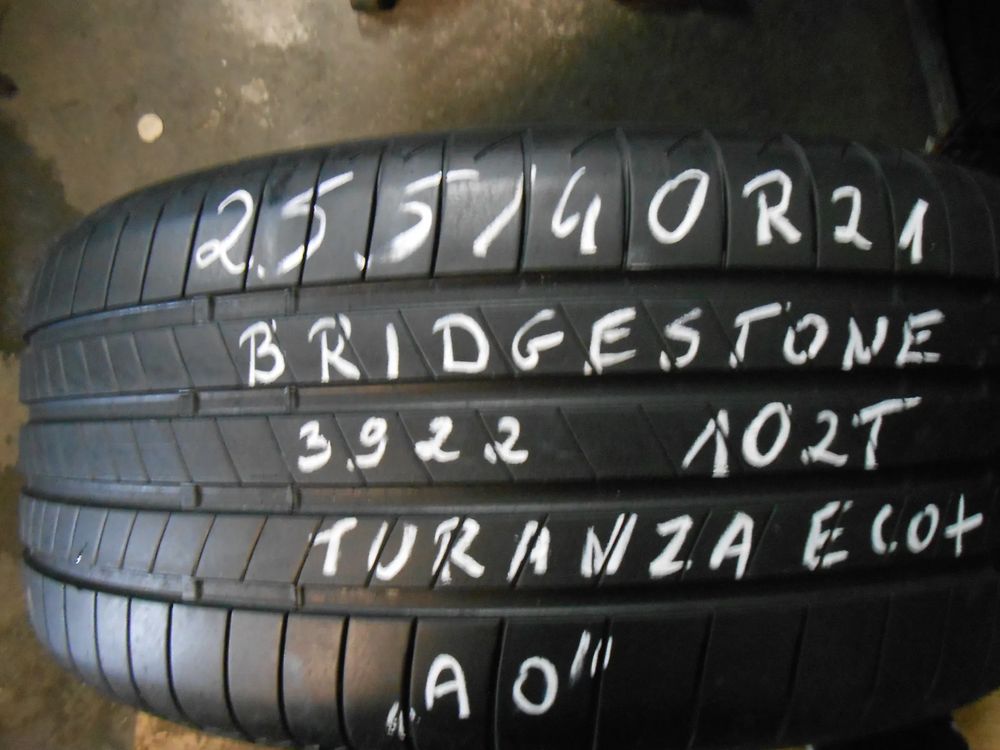 255/40R21
BRIDGESTONE
3922 102T
TURANZA ECO+
„AO"